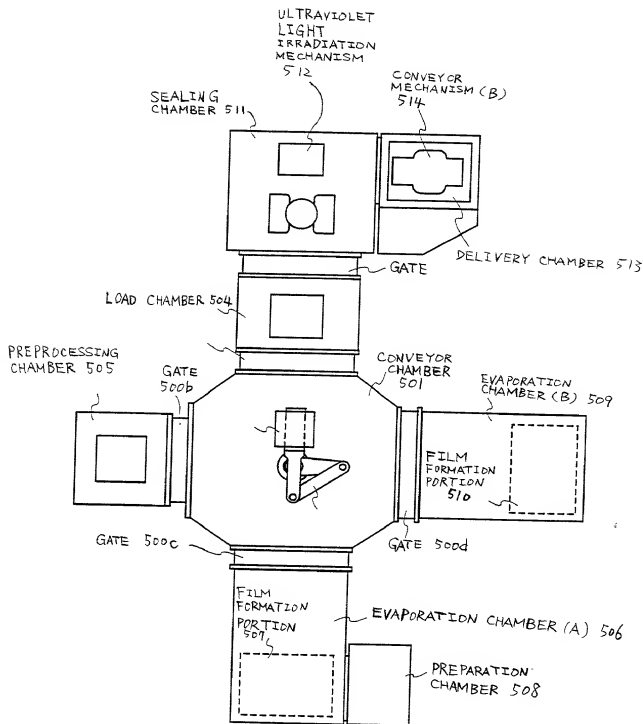 ULTRAVIOLET
LIGHT
IRRADIATION
MECHANISM
512
CONVEYOR
MECHANISM (B)
514
SEALING
CHAMBER 511
DELIVERY CHAMBER 513
GATE
LOAD CHAMBER 504
PREPROCESSING
CHAMBER 505
GATE
500b
CONVEYOR
CHAMBER
501
EVAPORATION
CHAMBER (B) 509
FILM
FORMATION
PORTION
510
GATE 500c
GATE 500d
FILM
FORMATION
PORTION
507
EVAPORATION CHAMBER (A) 506
PREPARATION
CHAMBER 508